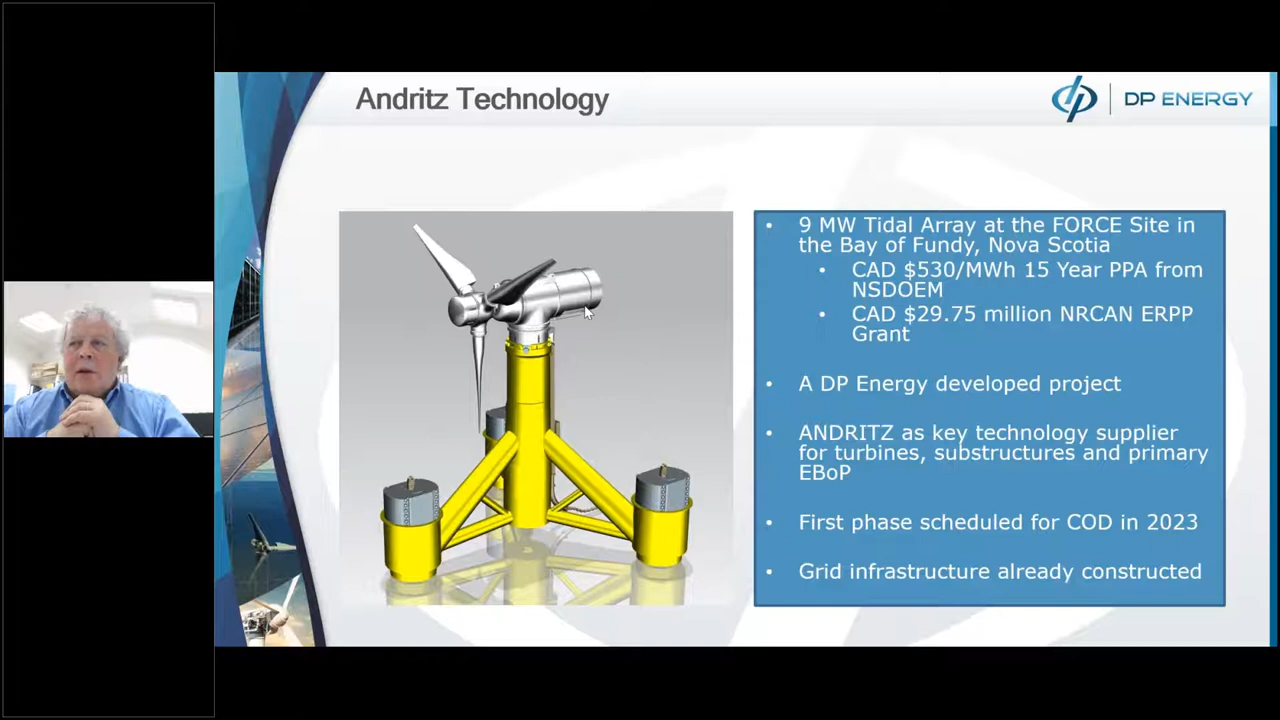 Andritz Technology
DP ENERGY
• 9 MW Tidal Array at the FORCE Site in
the Bay of Fundy, Nova Scotia
• CAD $530/MWh 15 Year PPA from
NSDOEM
• CAD $29.75 million NRCAN ERPP
Grant
• A DP Energy developed project
• ANDRITZ as key technology supplier
for turbines, substructures and primary
EBoP
• First phase scheduled for COD in 2023
• Grid infrastructure already constructed